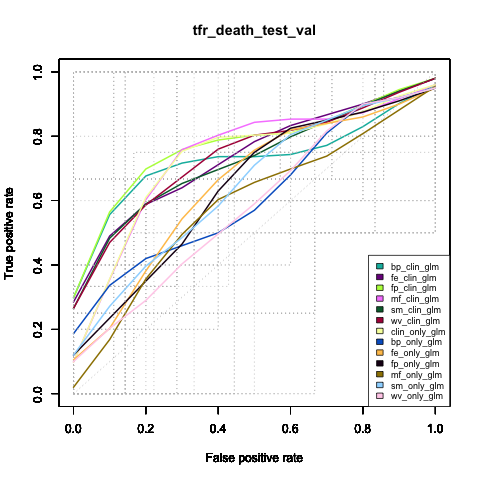 tfr_death_test_val
True positive rate
1.0
0.8
0.6
0.4
0.2
0.0
bp_clin_glm
fe_clin_glm
fp_clin_glm
mf_clin_glm
sm_clin_glm
wv_clin_glm
clin_only_glm
bp_only_glm
fe_only_glm
fp_only_glm
mf_only_glm
sm_only_glm
wv_only_glm
0.0 0.2 0.4 0.6 0.8 1.0
False positive rate